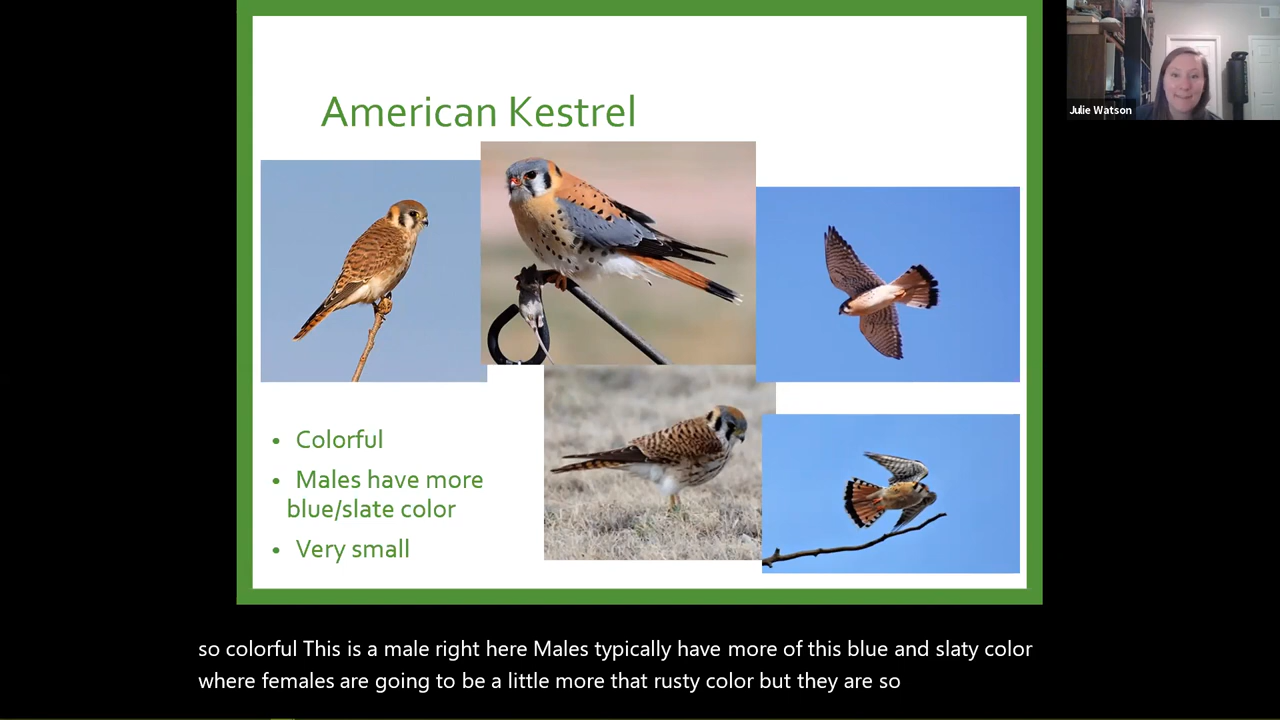 American Kestrel
• Colorful
• Males have more
blue/slate color
• Very small
Julie Watson
so colorful This is a male right here Males typically have more of this blue and slaty color
where females are going to be a little more that rusty color but they are so